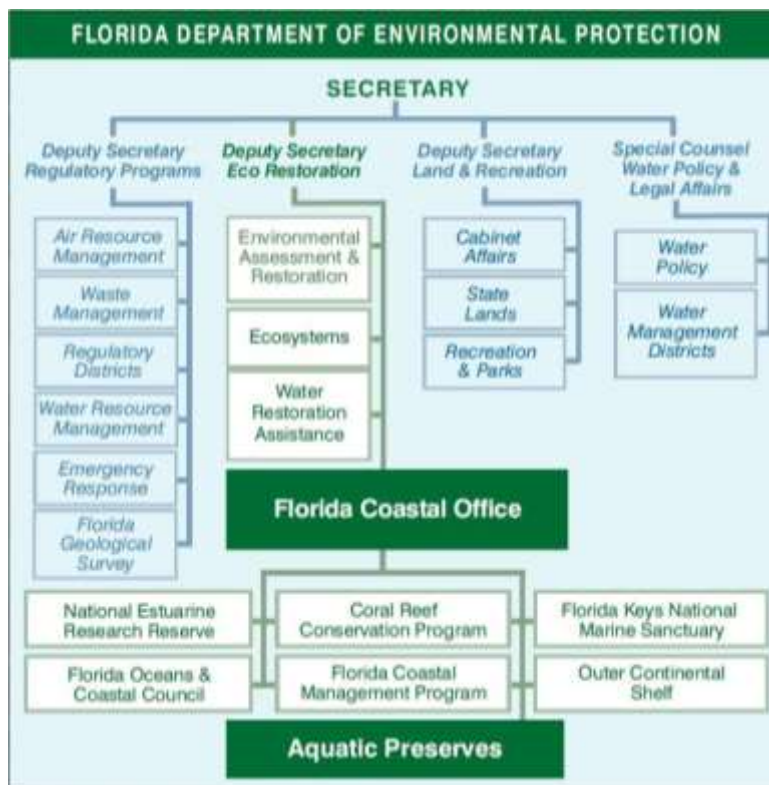 FLORIDA DEPARTMENT OF ENVIRONMENTAL PROTECTION
SECRETARY
Deputy Secretary
Regulatory Programs
Air Resource
Management
Waste
Management
Regulatory
Districts
Water Resource
Management
Emergency
Response
Florida
Geological
Survey
Deputy Secretary
Eco Restoration
Environmental
Assessment &
Restoration
Ecosystems
Water
Restoration
Assistance
Deputy Secretary
Land & Recreation
Cabinet
Affairs
State
Lands
Recreation
& Parks
Special Counsel
Water Policy &
Legal Affairs
Water
Policy
Water
Management
Districts
Florida Coastal Office
National Estuarine
Research Reserve
Coral Reef
Conservation Program
Florida Keys National
Marine Sanctuary
Florida Oceans &
Coastal Council
Florida Coastal
Management Program
Outer Continental
Shelf
Aquatic Preserves